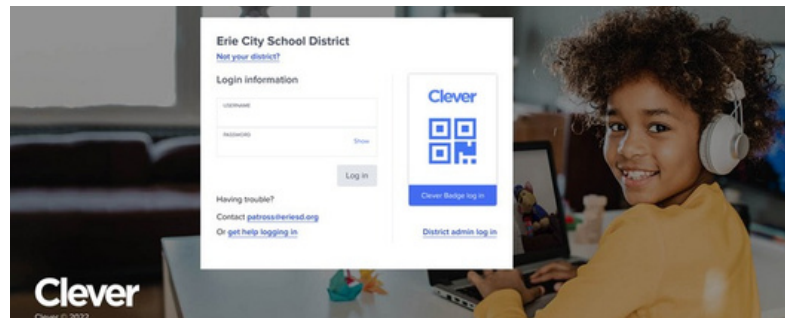 Erie City School District
Not your district?
Login information
USERNAME
PASSWORD
Show
Log in
Having trouble?
Contact patross@eriesd.org
Or get help logging in
Clever
Clever Badge log in
District admin log in
Clever
Clever © 2022